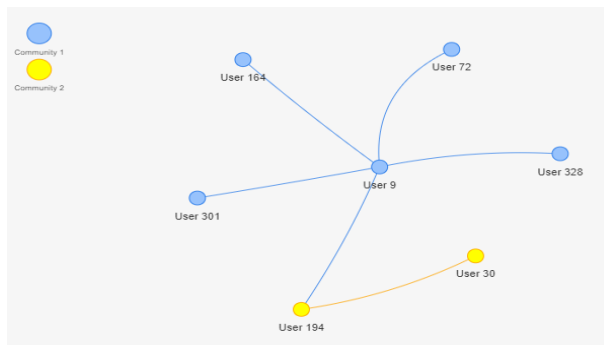 Community 1
Community 2
User 164
User 72
User 9
User 328
User 301
User 30
User 194